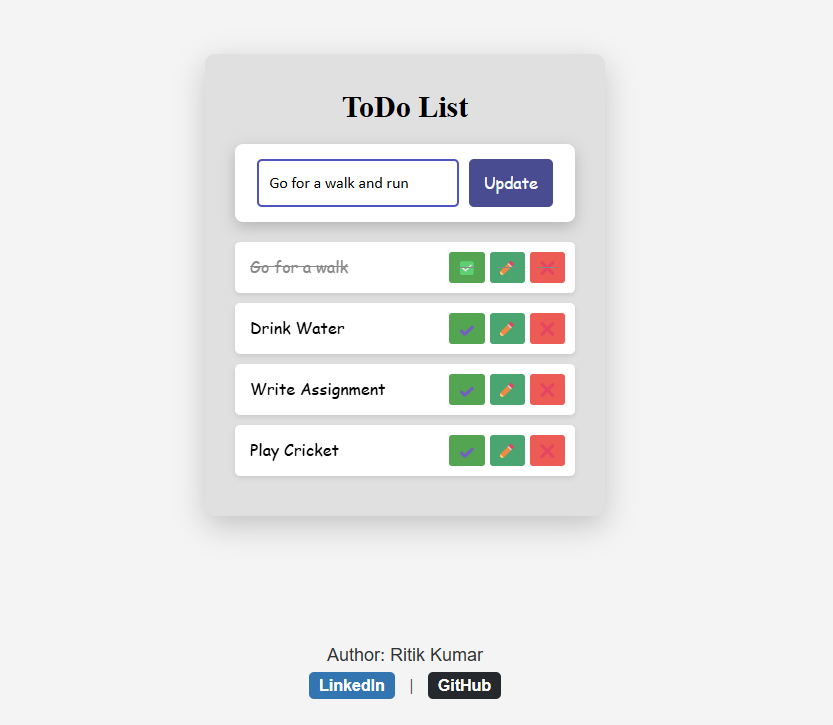 ToDo List
Go for a walk and run Update
Go for a walk
Drink Water
Write Assignment
Play Cricket
Author: Ritik Kumar
LinkedIn | GitHub